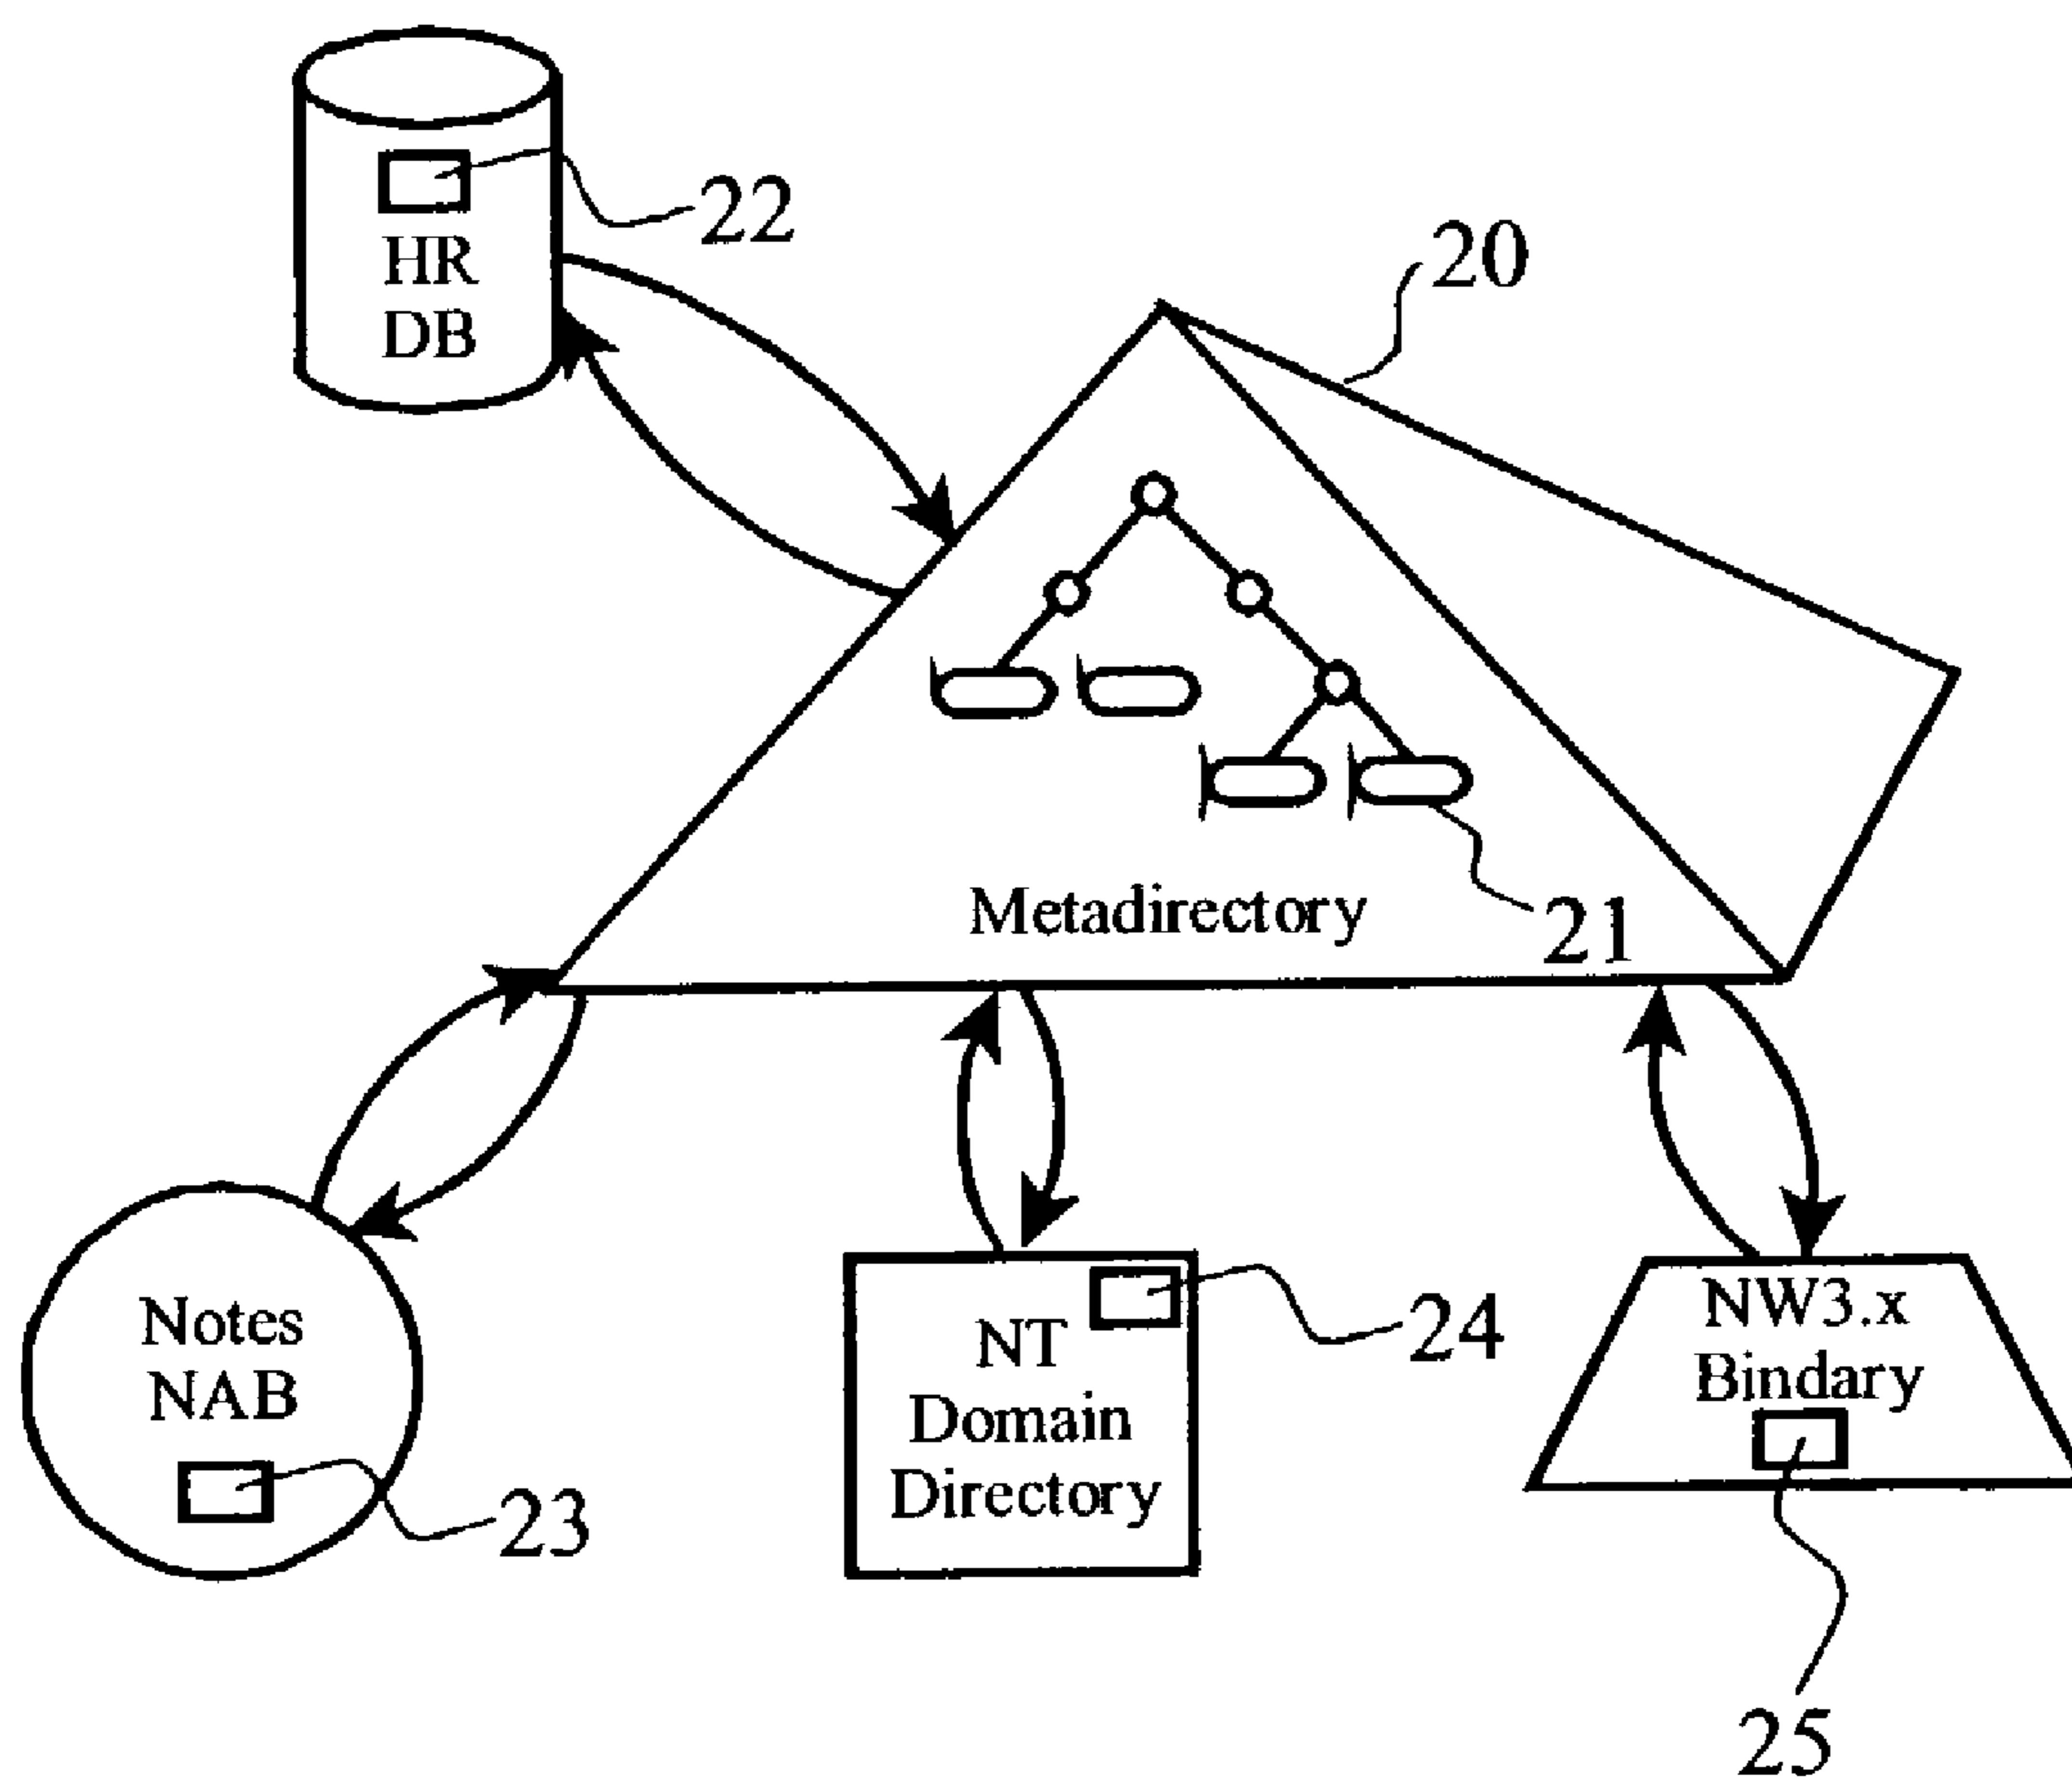 HR
DB
22
20
Metadirectory
21
Notes
NAB
23
NT
Domain
Directory
24
NW3.x
Bindary
25